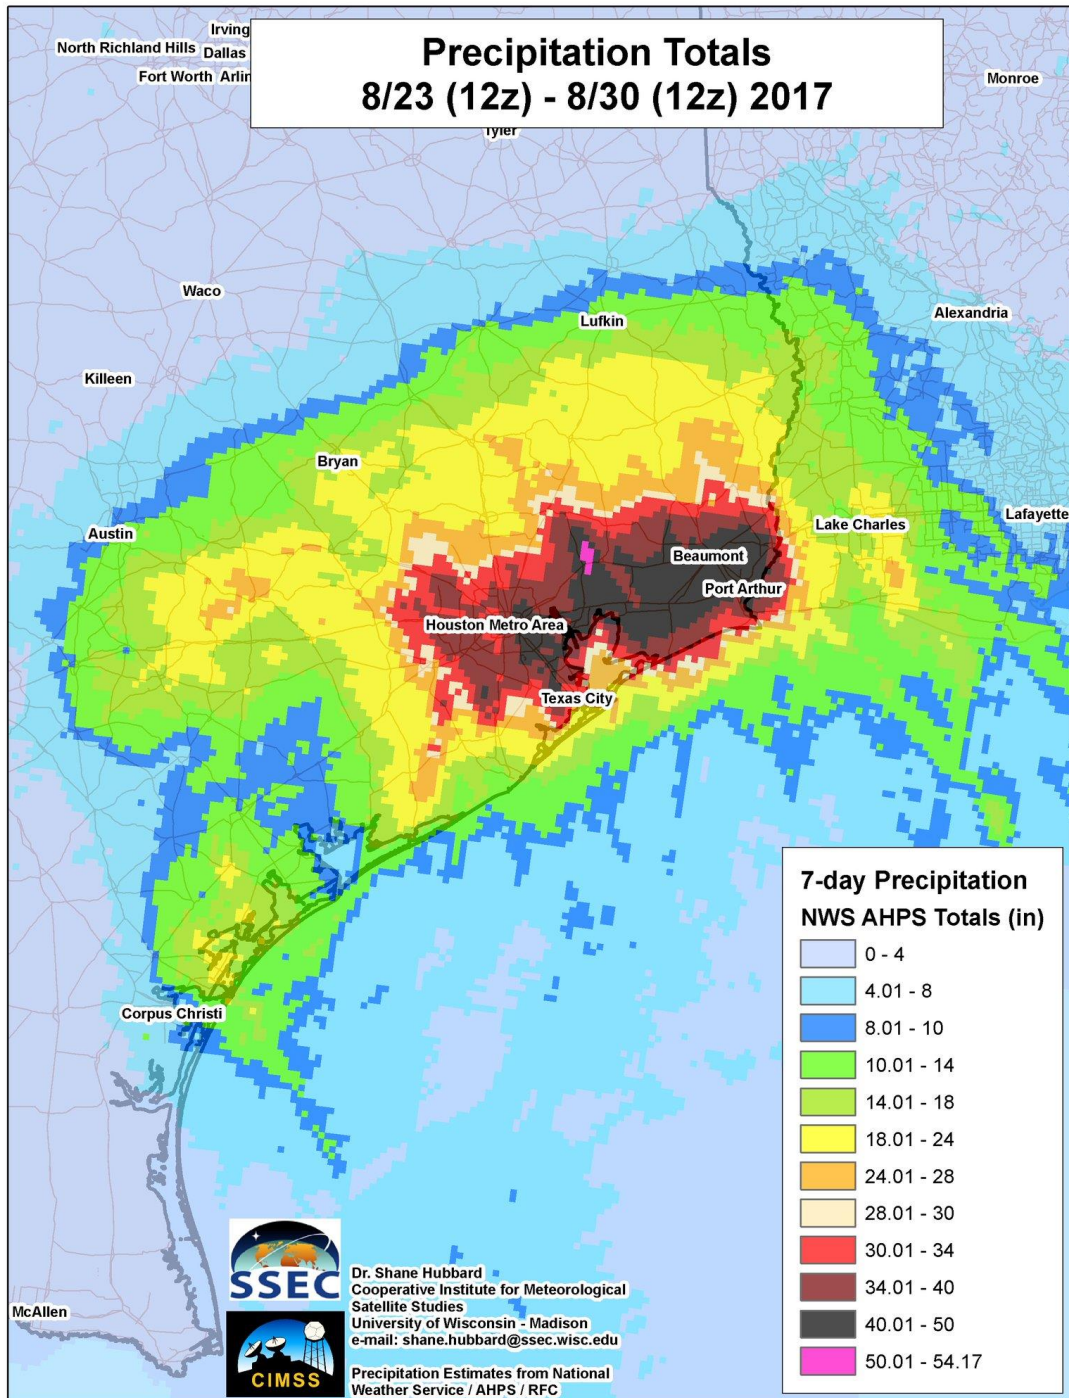 Irving
North Richland Hills Dallas
Fort Worth Arlin
Precipitation Totals
8/23 (12z) - 8/30 (12z) 2017
Monroe
Tyler
Waco
Lufkin
Alexandria
Killeen
Bryan
Austin
Lake Charles
Lafayette
Beaumont
Port Arthur
Houston Metro Area
Texas City
Corpus Christi
McAllen
7-day Precipitation
NWS AHPS Totals (in)
0 - 4
4.01 - 8
8.01 - 10
10.01 - 14
14.01 - 18
18.01 - 24
24.01 - 28
28.01 - 30
30.01 - 34
34.01 - 40
40.01 - 50
50.01 - 54.17
SSEC
CIMSS
Dr. Shane Hubbard
Cooperative Institute for Meteorological
Satellite Studies
University of Wisconsin - Madison
e-mail: shane.hubbard@ssec.wisc.edu
Precipitation Estimates from National
Weather Service / AHPS / RFC